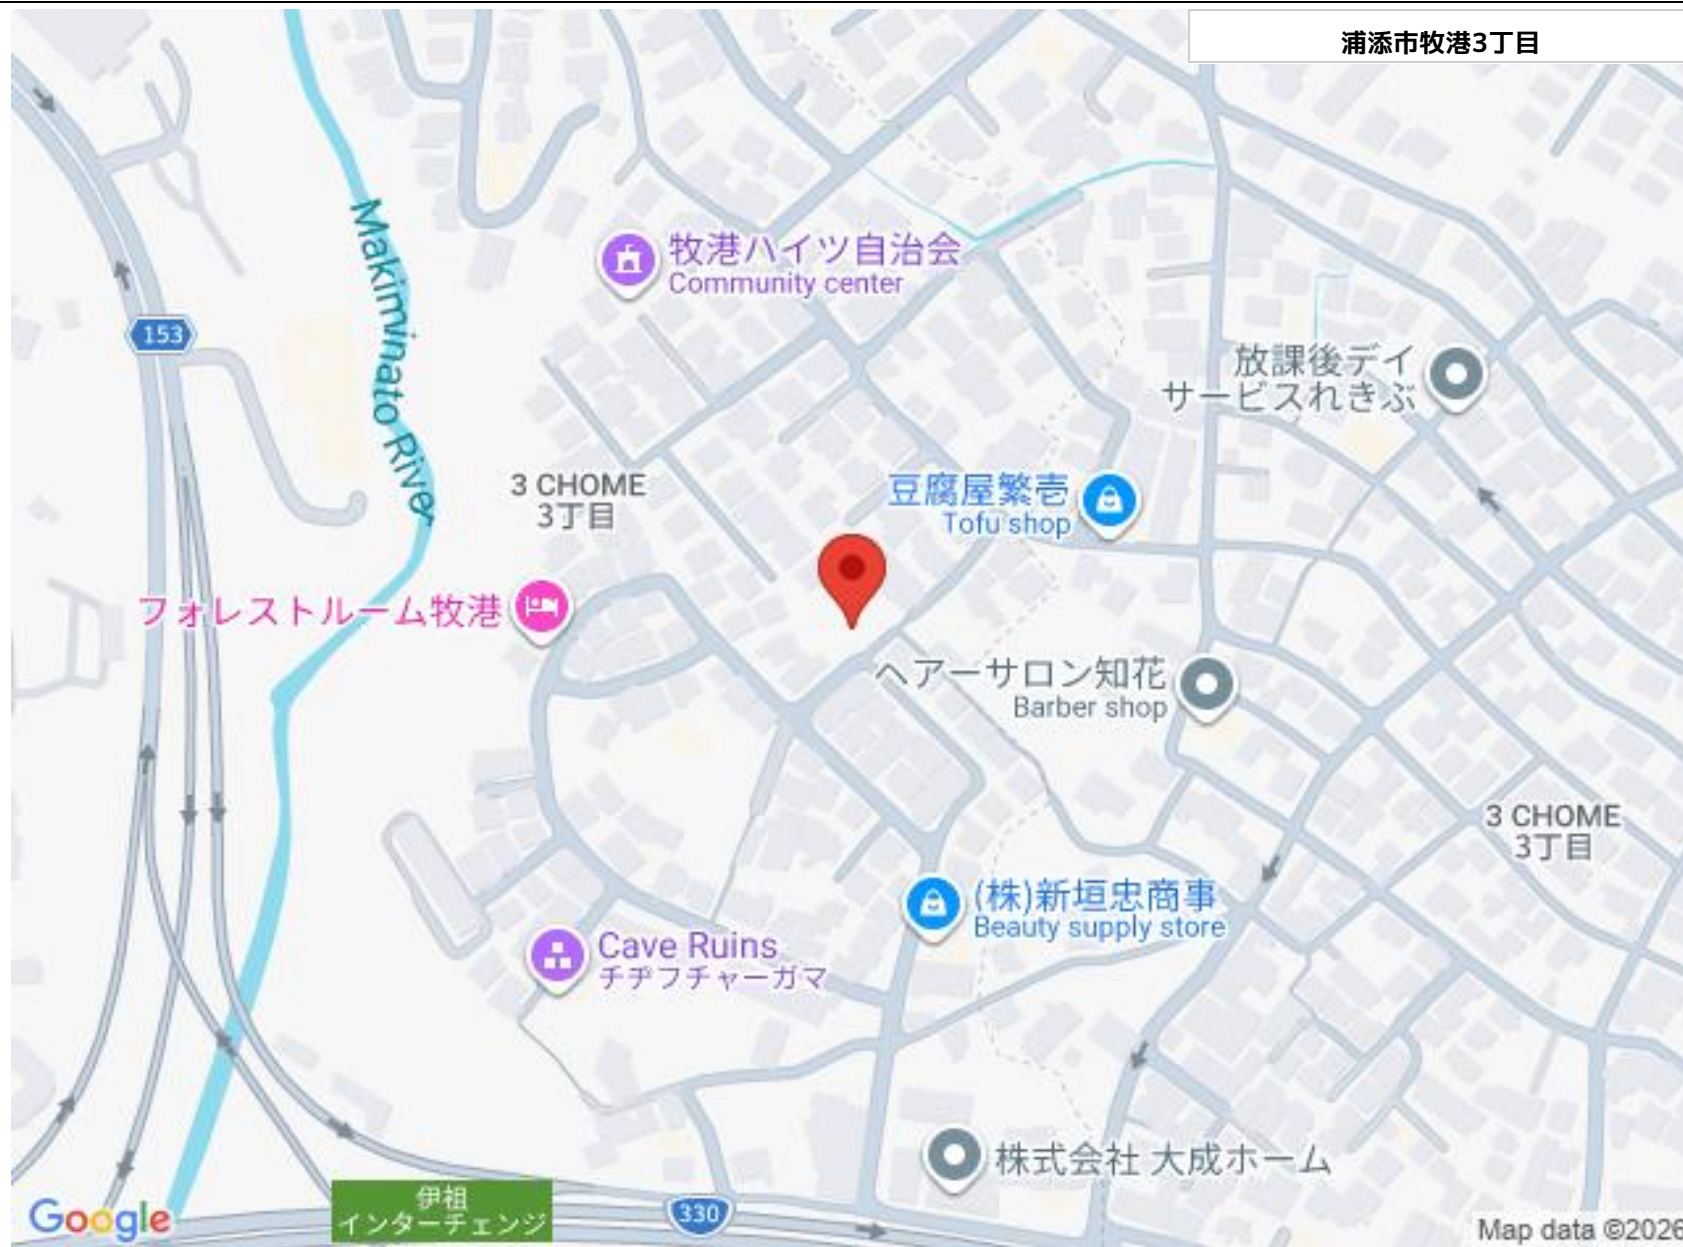 浦添市牧港3丁目
Makiminato River
牧港ハイツ自治会
Community center
153
放課後デイ
サービスれきぶ
3 CHOME
3丁目
豆腐屋繁壱
Tofu shop
フォレストルーム牧港
ヘアーサロン知花
Barber shop
3 CHOME
3丁目
(株)新垣忠商事
Beauty supply store
Cave Ruins
チヂフチャーガマ
株式会社 大成ホーム
伊祖
インターチェンジ
330
Google
Map data ©2026